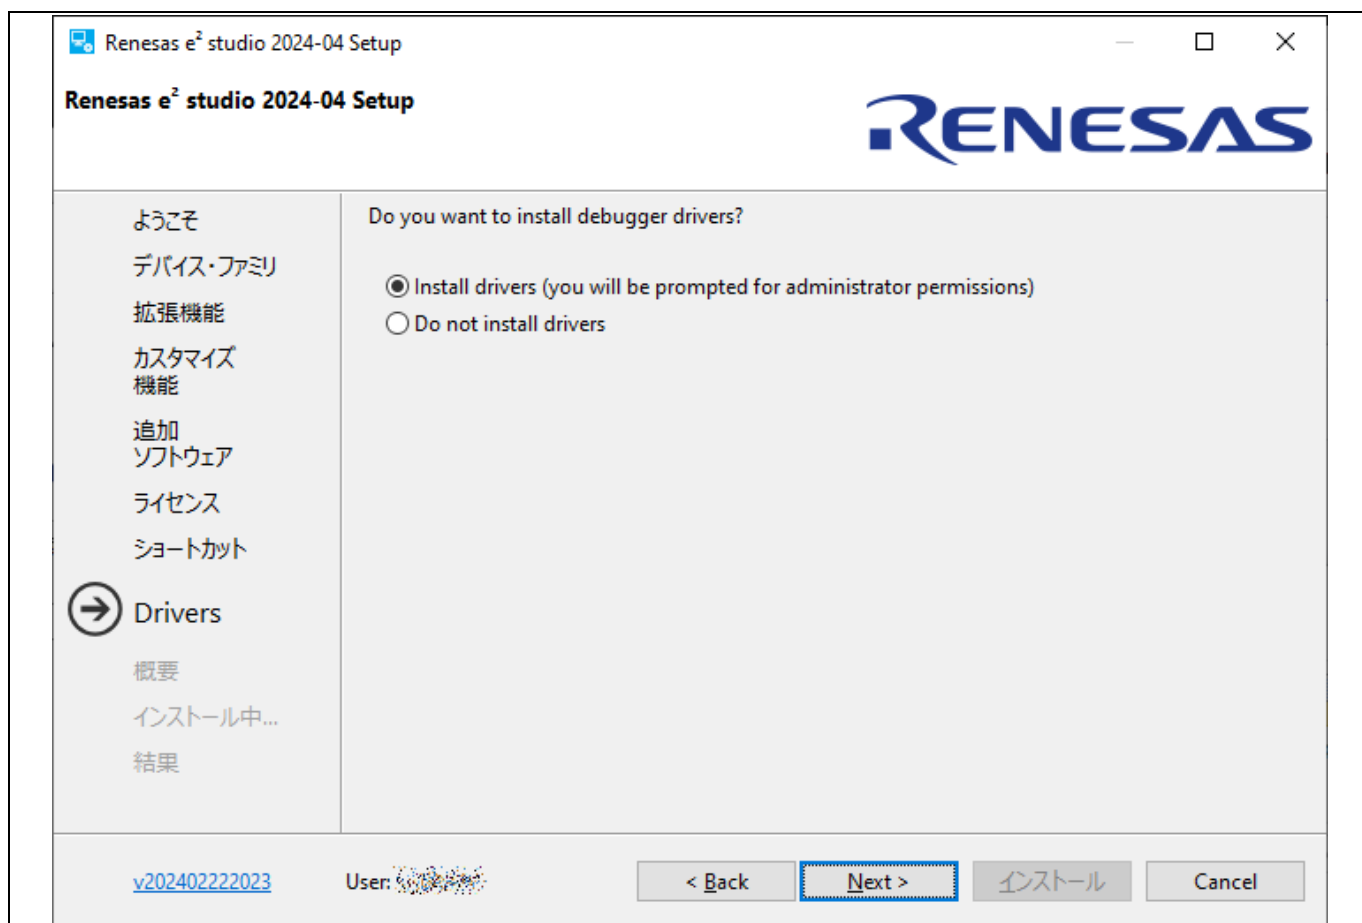 Renesas e² studio 2024-04 Setup
Renesas e² studio 2024-04 Setup
RENESAS
ようこそ
デバイス・ファミリ
拡張機能
カスタマイズ
機能
追加
ソフトウェア
ライセンス
ショートカット
Drivers
概要
インストール中...
結果
Do you want to install debugger drivers?
Install drivers (you will be prompted for administrator permissions)
Do not install drivers
v202402222023
User:
< Back
Next >
インストール
Cancel